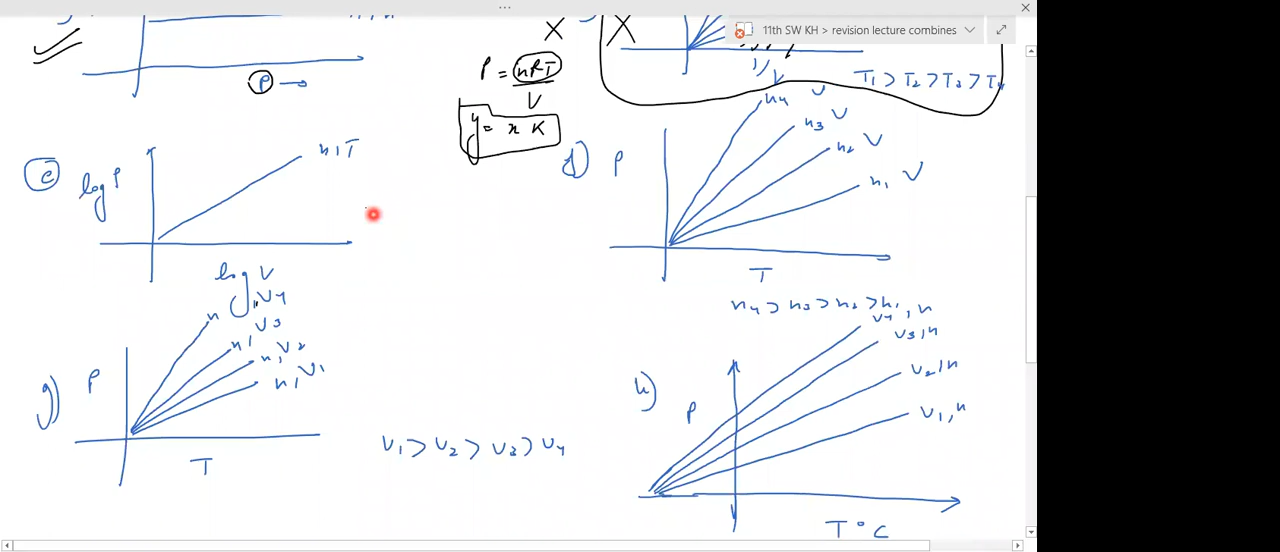 11th SW KH > revision lecture combines
P
P = nRT
V
y = x K
1/V
T1 > T2 > T3 > T4
e
log P
n, T
log V
f)
P
n4 V
n3 V
n2 V
n1 V
T
n4 > n3 > n2 > n1
g)
P
n, V4
n, V3
n, V2
n, V1
T
V1 > V2 > V3 > V4
h)
P
V4, n
V3, n
V2, n
V1, n
T °C